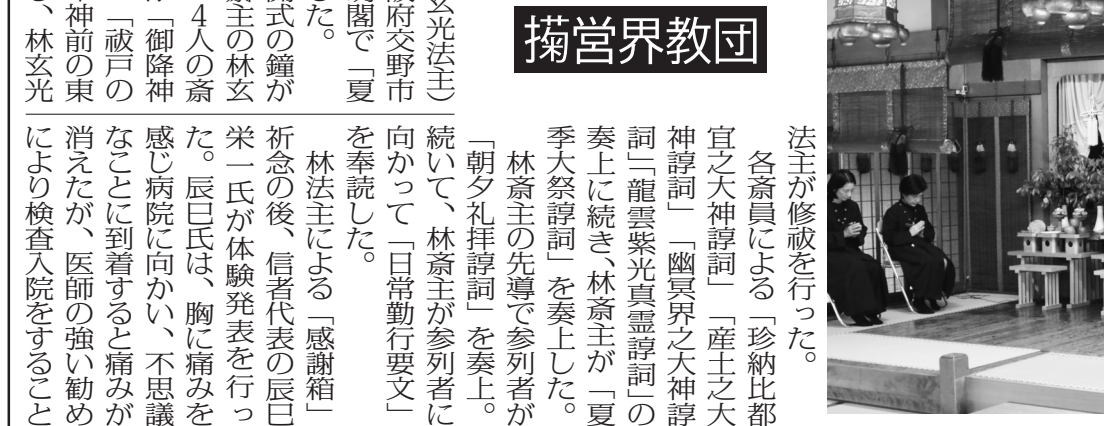 営界教団
光法主）
府交野市
閣で「夏
した。
式の鐘が
主の林玄
４人の斎
「御降神
「祓戸の
神前の東
、林玄光
法主が修祓を行った。
各斎員による「珍納比都
宜之大神諄詞」「産土之大
神諄詞」「幽冥界之大神諄
詞」「龍雲紫光真霊諄詞」の
奏上に続き、林斎主が「夏
季大祭諄詞」を奏上した。
林斎主の先導で参列者が
「朝夕礼拝諄詞」を奏上。
続いて、林斎主が参列者に
向かって「日常勤行要文」
を奉読した。
林法主による「感謝箱」
祈念の後、信者代表の辰巳
栄一氏が体験発表を行っ
た。辰巳氏は、胸に痛みを
感じ病院に向かい、不思議
なことに到着すると痛みが
消えたが、医師の強い勧め
により検査入院をすること